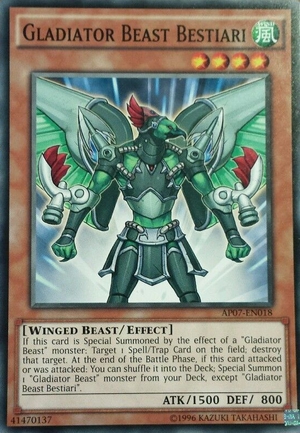 GLADIATOR BEAST BESTIARI
風
AP07-EN018
[WINGED BEAST/EFFECT]
If this card is Special Summoned by the effect of a "Gladiator
Beast" monster: Target 1 Spell/Trap Card on the field; destroy
that target. At the end of the Battle Phase, if this card attacked
or was attacked: You can shuffle it into the Deck; Special Summon
1 "Gladiator Beast" monster from your Deck, except "Gladiator
Beast Bestiari".
ATK/1500 DEF/ 800
41470137
©1996 KAZUKI TAKAHASHI